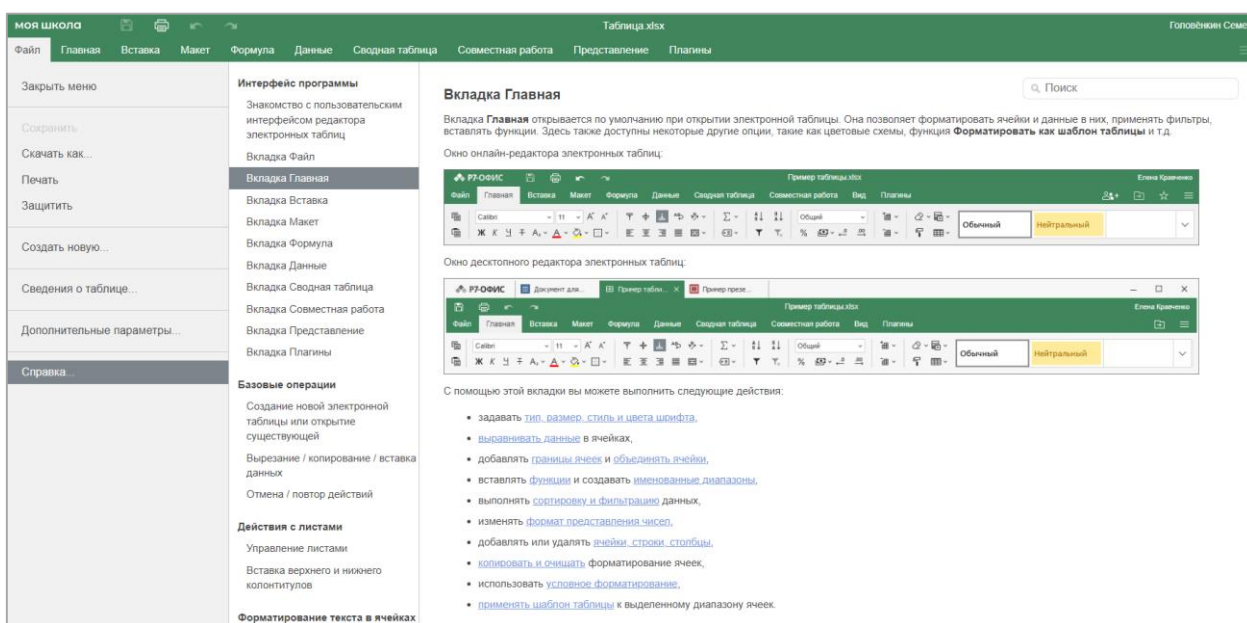 моя школа
Таблица.xlsx
Головёнкин Семе
Файл Главная Вставка Макет Формула Данные Сводная таблица Совместная работа Представление Плагины
Закрыть меню
Сохранить
Скачать как...
Печать
Защитить
Создать новую...
Сведения о таблице...
Дополнительные параметры...
Справка...
Интерфейс программы
Знакомство с пользовательским
интерфейсом редактора
электронных таблиц
Вкладка Файл
Вкладка Главная
Вкладка Вставка
Вкладка Макет
Вкладка Формула
Вкладка Данные
Вкладка Сводная таблица
Вкладка Совместная работа
Вкладка Представление
Вкладка Плагины
Базовые операции
Создание новой электронной
таблицы или открытие
существующей
Вырезание / копирование / вставка
данных
Отмена / повтор действий
Действия с листами
Управление листами
Вставка верхнего и нижнего
колонтитулов
Форматирование текста в ячейках
Поиск
Вкладка Главная
Вкладка Главная открывается по умолчанию при открытии электронной таблицы. Она позволяет форматировать ячейки и данные в них, применять фильтры,
вставлять функции. Здесь также доступны некоторые другие опции, такие как цветовые схемы, функция Форматировать как шаблон таблицы и т.д.
Окно онлайн-редактора электронных таблиц:
Р7-ОФИС Пример таблицы.xlsx Елена Кравченко
Файл Главная Вставка Макет Формула Данные Сводная таблица Совместная работа Вид Плагины
Calibri 11 Общий
Ж К Ч
Обычный Нейтральный
Окно десктопного редактора электронных таблиц:
Р7-ОФИС Документ для... Пример табли... Пример презе...
Пример таблицы.xlsx Елена Кравченко
Файл Главная Вставка Макет Формула Данные Сводная таблица Совместная работа Вид Плагины
Calibri 11 Общий
Ж К Ч
Обычный Нейтральный
С помощью этой вкладки вы можете выполнить следующие действия:
• задавать тип, размер, стиль и цвета шрифта,
• выравнивать данные в ячейках,
• добавлять границы ячеек и объединять ячейки,
• вставлять функции и создавать именованные диапазоны,
• выполнять сортировку и фильтрацию данных,
• изменять формат представления чисел,
• добавлять или удалять ячейки, строки, столбцы,
• копировать и очищать форматирование ячеек,
• использовать условное форматирование,
• применять шаблон таблицы к выделенному диапазону ячеек.